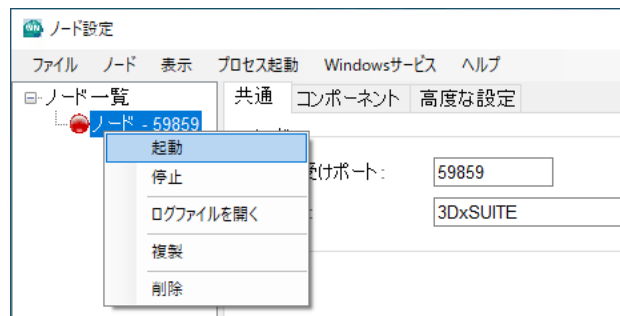 ノード設定
ファイル ノード 表示 プロセス起動 Windowsサービス ヘルプ
ノード一覧
ノード - 59859
共通 コンポーネント 高度な設定
起動
停止
ログファイルを開く
複製
削除
受けポート: 59859
: 3DxSUITE